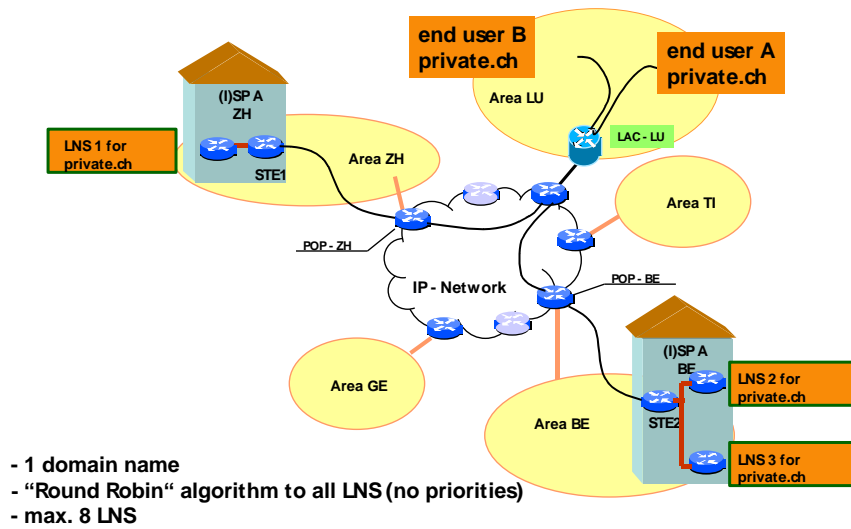 end user B
private.ch
end user A
private.ch
(I)SP A
ZH
Area LU
LAC - LU
LNS 1 for
private.ch
STE1
Area ZH
Area TI
POP - ZH
POP - BE
IP - Network
(I)SP A
BE
LNS 2 for
private.ch
Area GE
Area BE
STE2
LNS 3 for
private.ch
- 1 domain name
- “Round Robin“ algorithm to all LNS (no priorities)
- max. 8 LNS